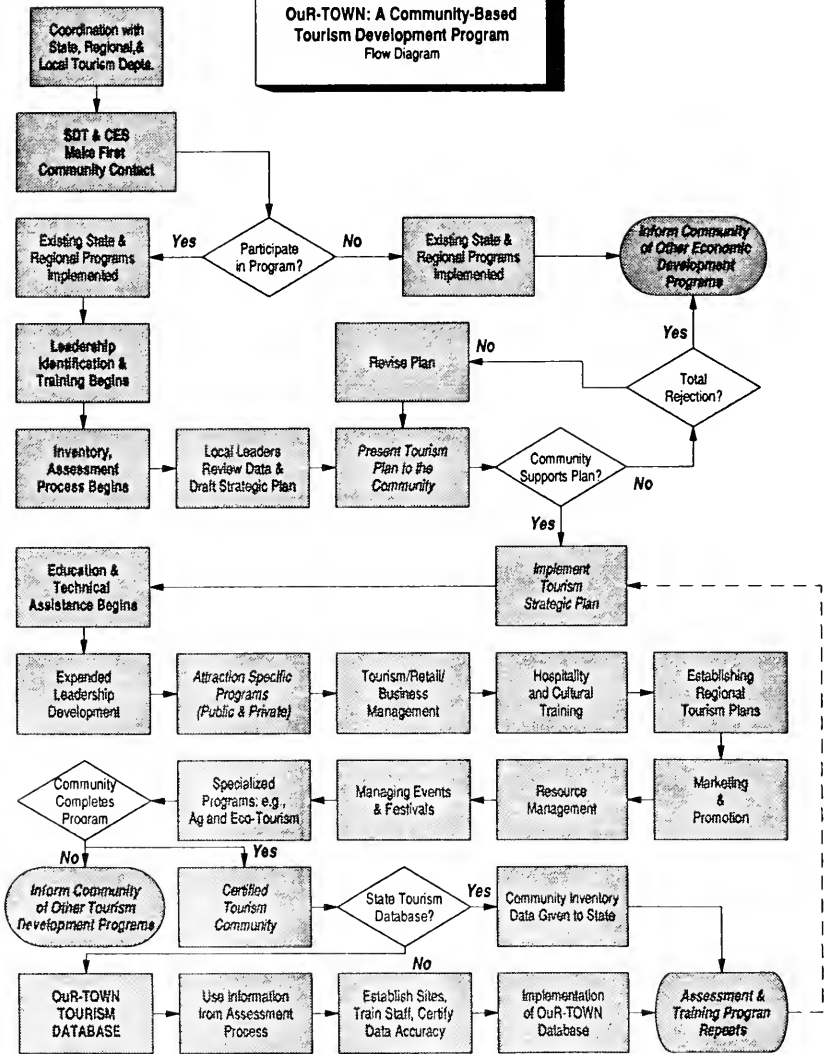 OuR-TOWN: A Community-Based
Tourism Development Program
Flow Diagram
Coordination with
State, Regional,&
Local Tourism Depts.
SDT & CES
Make First
Community Contact
Existing State &
Regional Programs
Implemented
Yes
Participate
in Program?
No
Existing State &
Regional Programs
Implemented
Inform Community
of Other Economic
Development
Programs
Leadership
Identification &
Training Begins
Revise Plan
No
Yes
Total
Rejection?
Inventory,
Assessment
Process Begins
Local Leaders
Review Data &
Draft Strategic Plan
Present Tourism
Plan to the
Community
Community
Supports Plan?
No
Yes
Education &
Technical
Assistance Begins
Implement
Tourism
Strategic Plan
Expanded
Leadership
Development
Attraction Specific
Programs
(Public & Private)
Tourism/Retail/
Business
Management
Hospitality
and Cultural
Training
Establishing
Regional
Tourism Plans
Community
Completes
Program
Specialized
Programs: e.g.,
Ag and Eco-Tourism
Managing Events
& Festivals
Resource
Management
Marketing
&
Promotion
No
Yes
Inform Community
of Other Tourism
Development Programs
Certified
Tourism
Community
State Tourism
Database?
Yes
Community Inventory
Data Given to State
No
OuR-TOWN
TOURISM
DATABASE
Use Information
from Assessment
Process
Establish Sites,
Train Staff, Certify
Data Accuracy
Implementation
of OuR-TOWN
Database
Assessment &
Training Program
Repeats